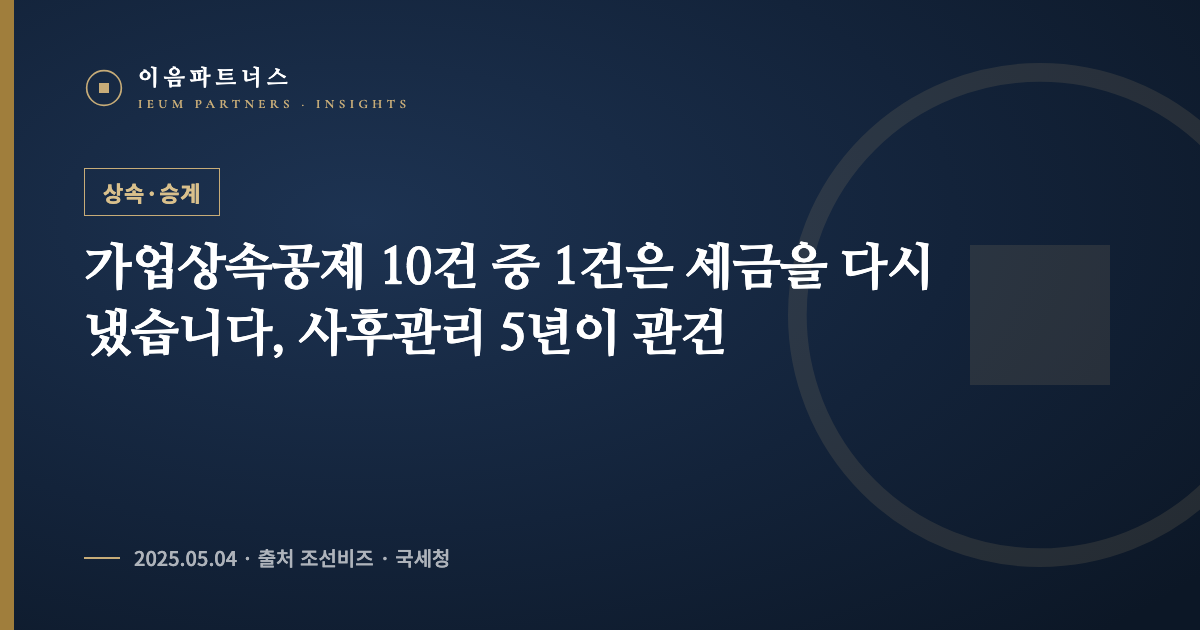 이음파트너스
IEUM PARTNERS · INSIGHTS
상속·승계
가업상속공제 10건 중 1건은 세금을 다시
냈습니다, 사후관리 5년이 관건
2025.05.04 · 출처 조선비즈 · 국세청